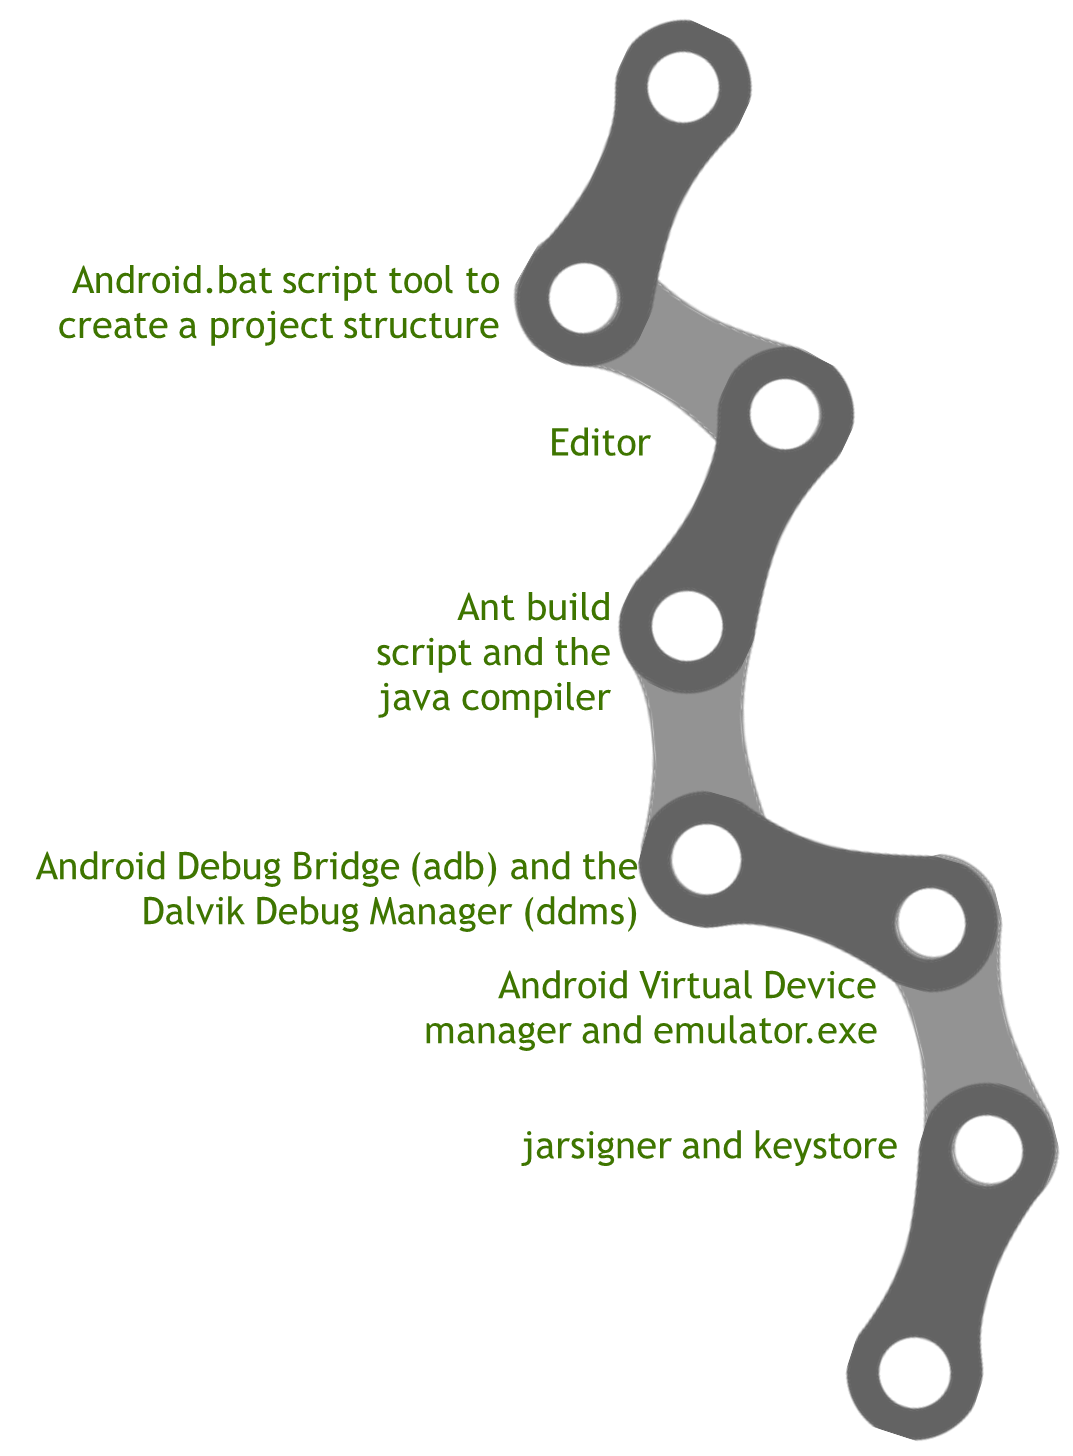 Android.bat script tool to
create a project structure
Editor
Ant build
script and the
java compiler
Android Debug Bridge (adb) and the
Dalvik Debug Manager (ddms)
Android Virtual Device
manager and emulator.exe
jarsigner and keystore